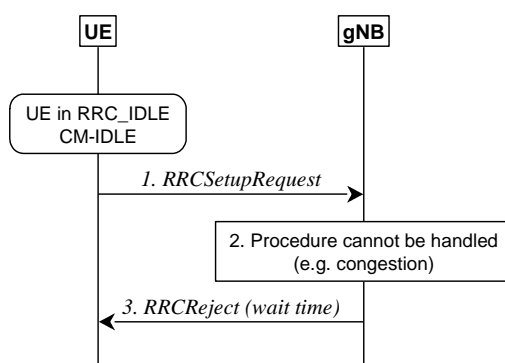 UE
gNB
UE in RRC_IDLE
CM-IDLE
1. RRCSetupRequest
2. Procedure cannot be handled
(e.g. congestion)
3. RRCReject (wait time)